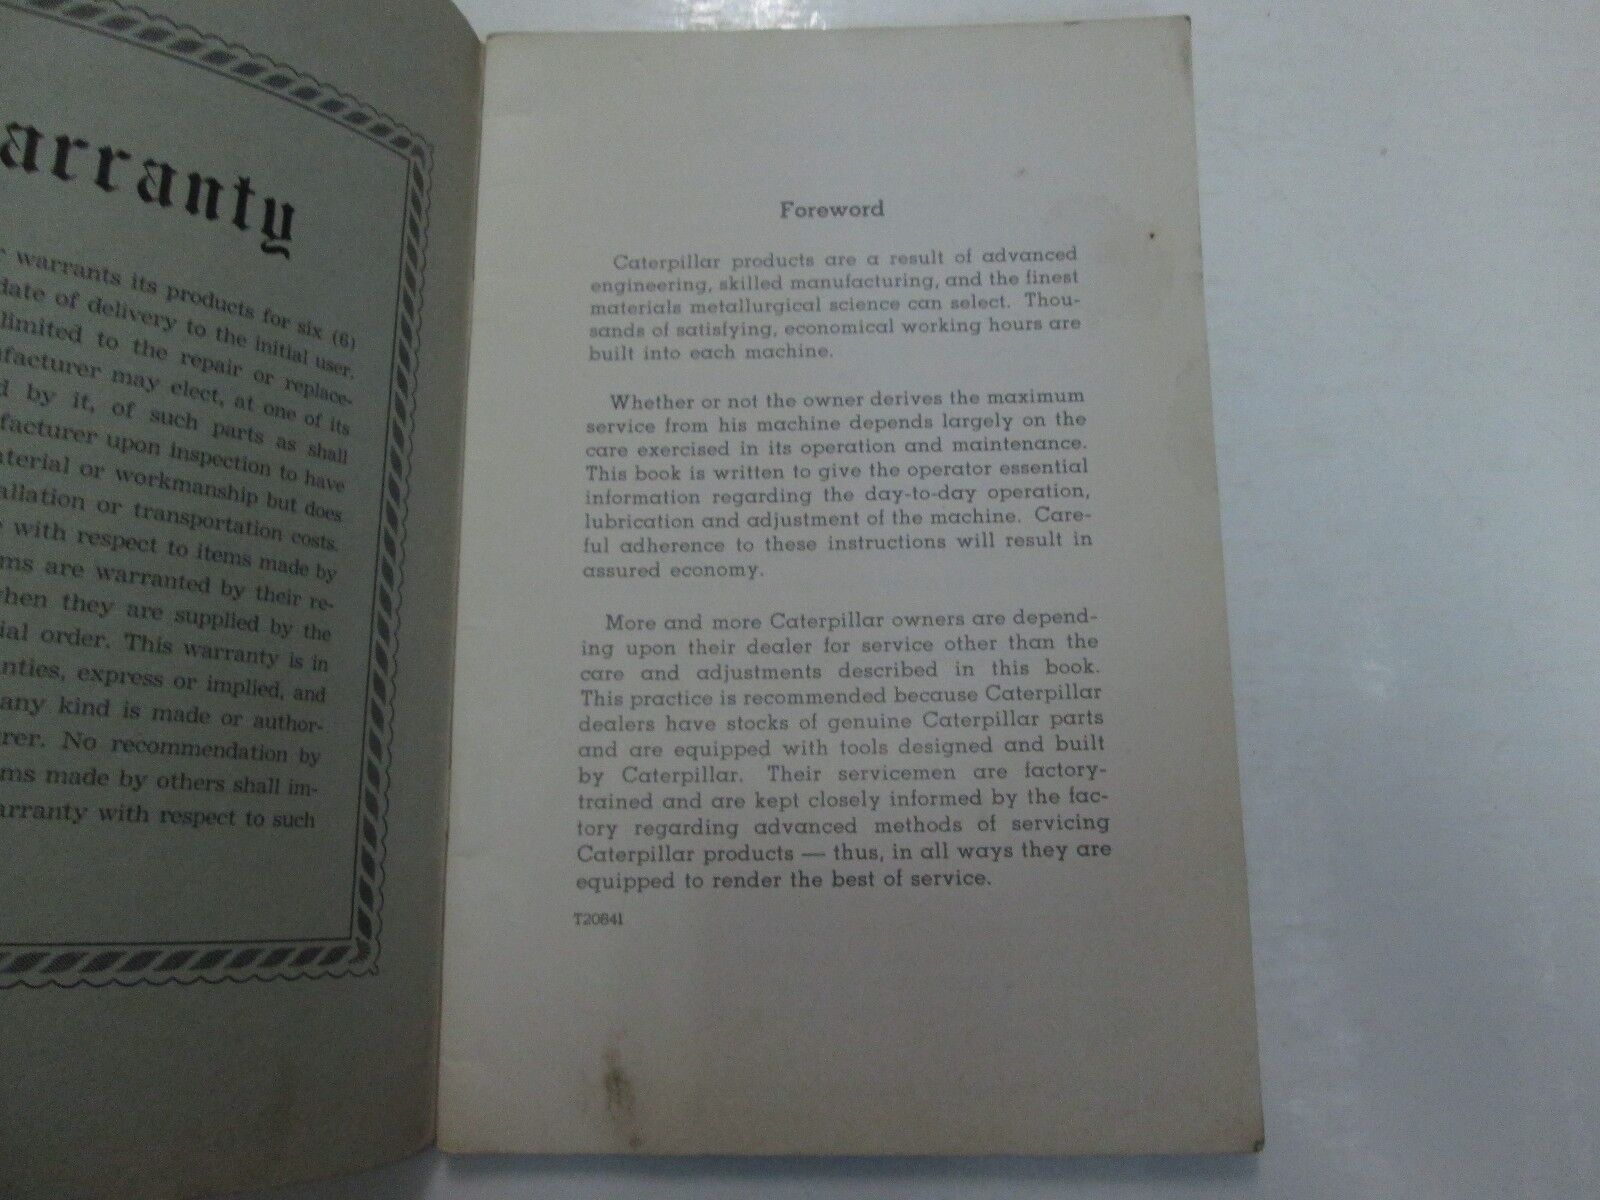 arranty
warrants its products for six (6)
date of delivery to the initial user.
limited to the repair or replace-
ufacturer may elect, at one of its
by it, of such parts as shall
facturer upon inspection to have
aterial or workmanship but does
allation or transportation costs.
with respect to items made by
ms are warranted by their re-
when they are supplied by the
ial order. This warranty is in
anties, express or implied, and
any kind is made or author-
rer. No recommendation by
ms made by others shall im-
arranty with respect to such
Foreword
Caterpillar products are a result of advanced
engineering, skilled manufacturing, and the finest
materials metallurgical science can select. Thou-
sands of satisfying, economical working hours are
built into each machine.
Whether or not the owner derives the maximum
service from his machine depends largely on the
care exercised in its operation and maintenance.
This book is written to give the operator essential
information regarding the day-to-day operation,
lubrication and adjustment of the machine. Care-
ful adherence to these instructions will result in
assured economy.
More and more Caterpillar owners are depend-
ing upon their dealer for service other than the
care and adjustments described in this book.
This practice is recommended because Caterpillar
dealers have stocks of genuine Caterpillar parts
and are equipped with tools designed and built
by Caterpillar. Their servicemen are factory-
trained and are kept closely informed by the fac-
tory regarding advanced methods of servicing
Caterpillar products — thus, in all ways they are
equipped to render the best of service.
T20841